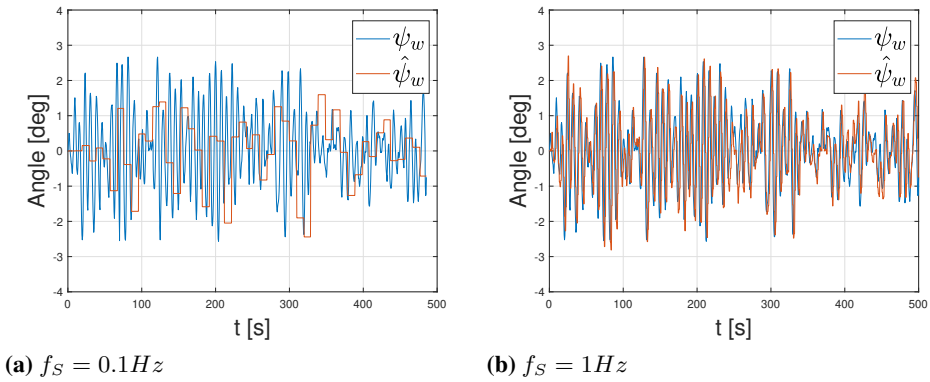 4
3
2
1
0
-1
-2
-3
-4
Angle [deg]
0 100 200 300 400 500
t [s]
ψ_w
ψ̂_w
(a) f_S = 0.1Hz
4
3
2
1
0
-1
-2
-3
-4
Angle [deg]
0 100 200 300 400 500
t [s]
ψ_w
ψ̂_w
(b) f_S = 1Hz